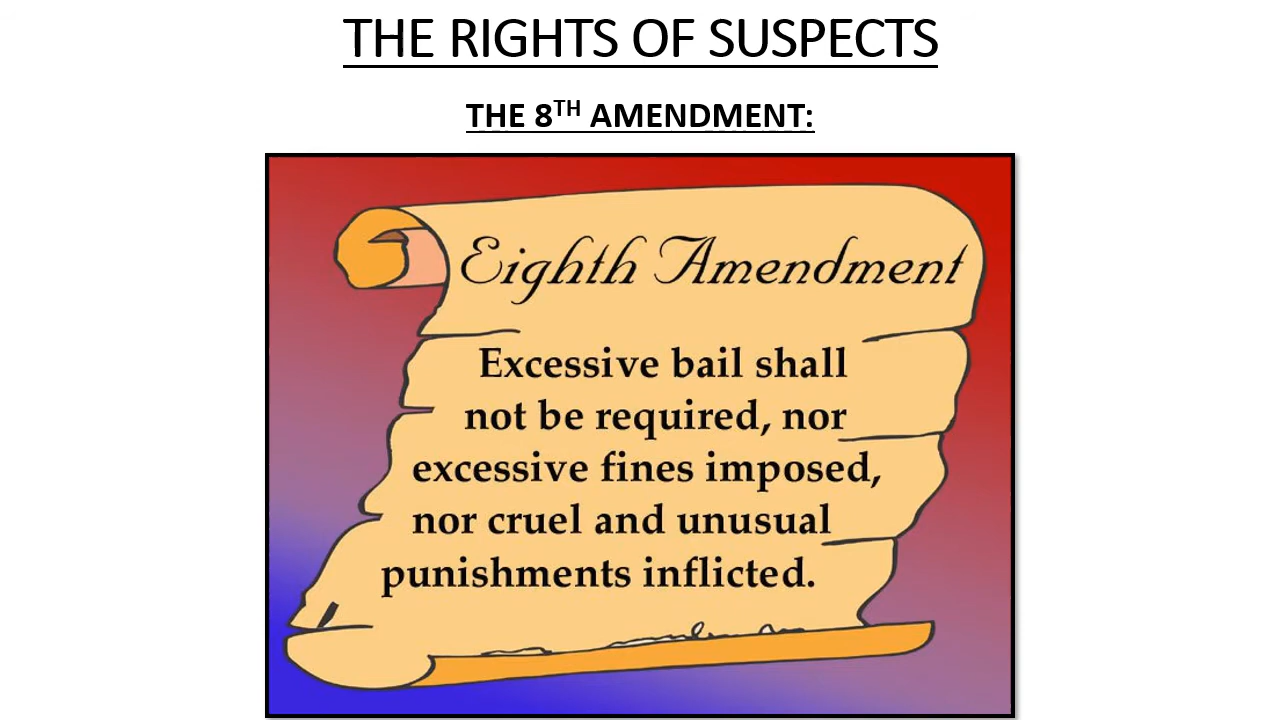 THE RIGHTS OF SUSPECTS
THE 8TH AMENDMENT:
Eighth Amendment
Excessive bail shall
not be required, nor
excessive fines imposed,
nor cruel and unusual
punishments inflicted.